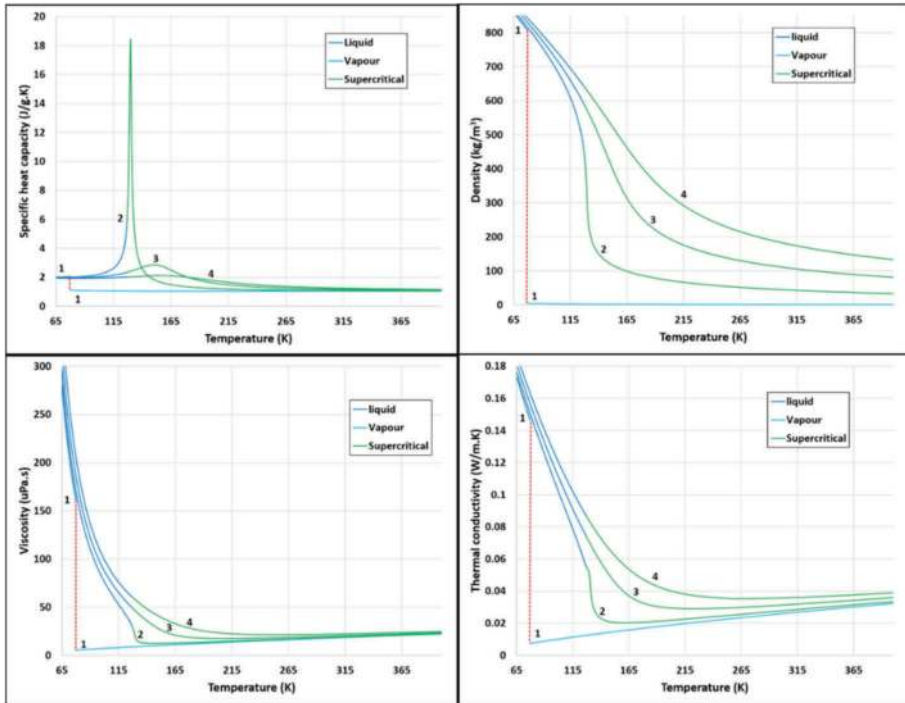 20
18
16
14
12
10
8
6
4
2
0
Specific heat capacity (J/g.K)
Liquid
Vapour
Supercritical
1
2
3
4
1
65 115 165 215 265 315 365
Temperature (K)
800
700
600
500
400
300
200
100
0
Density (kg/m³)
liquid
Vapour
Supercritical
1
4
3
2
1
65 115 165 215 265 315 365
Temperature (K)
300
250
200
150
100
50
0
Viscosity (uPa.s)
liquid
Vapour
Supercritical
1
2
3
4
1
65 115 165 215 265 315 365
Temperature (K)
0.18
0.16
0.14
0.12
0.1
0.08
0.06
0.04
0.02
0
Thermal conductivity (W/m.K)
liquid
Vapour
Supercritical
1
4
3
2
1
65 115 165 215 265 315 365
Temperature (K)